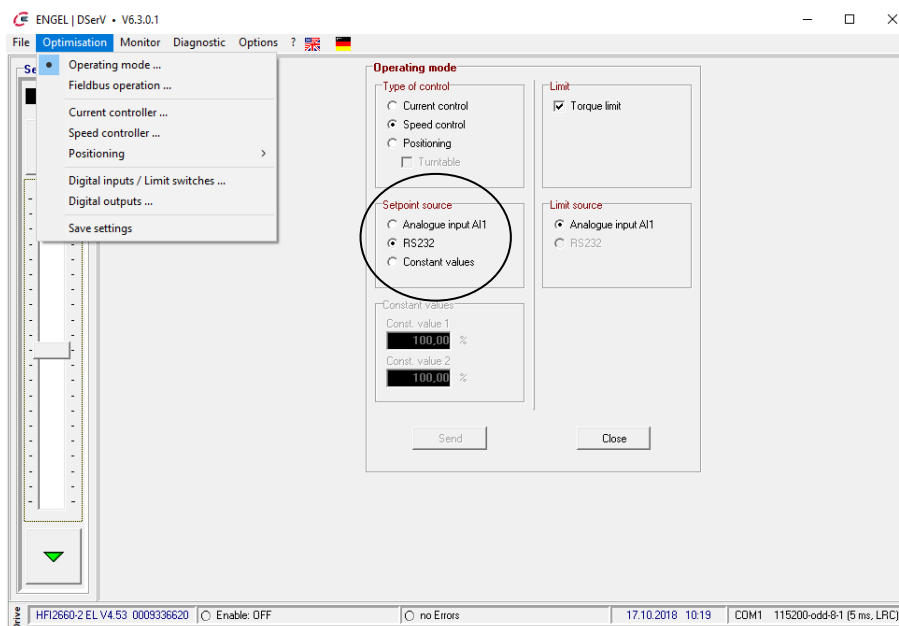 ENGEL | DSerV • V6.3.0.1
File Optimisation Monitor Diagnostic Options ?
Operating mode ...
Fieldbus operation ...
Current controller ...
Speed controller ...
Positioning
Digital inputs / Limit switches ...
Digital outputs ...
Save settings
Operating mode
Type of control
Current control
Speed control
Positioning
Turntable
Limit
Torque limit
Setpoint source
Analogue input AI1
RS232
Constant values
Limit source
Analogue input AI1
RS232
Constant values
Const. value 1
100,00 %
Const. value 2
100,00 %
Send
Close
HFI2660-2 EL V4.53 0009336620 Enable: OFF no Errors 17.10.2018 10:19 COM1 115200-odd-8-1 (5 ms, LRC)